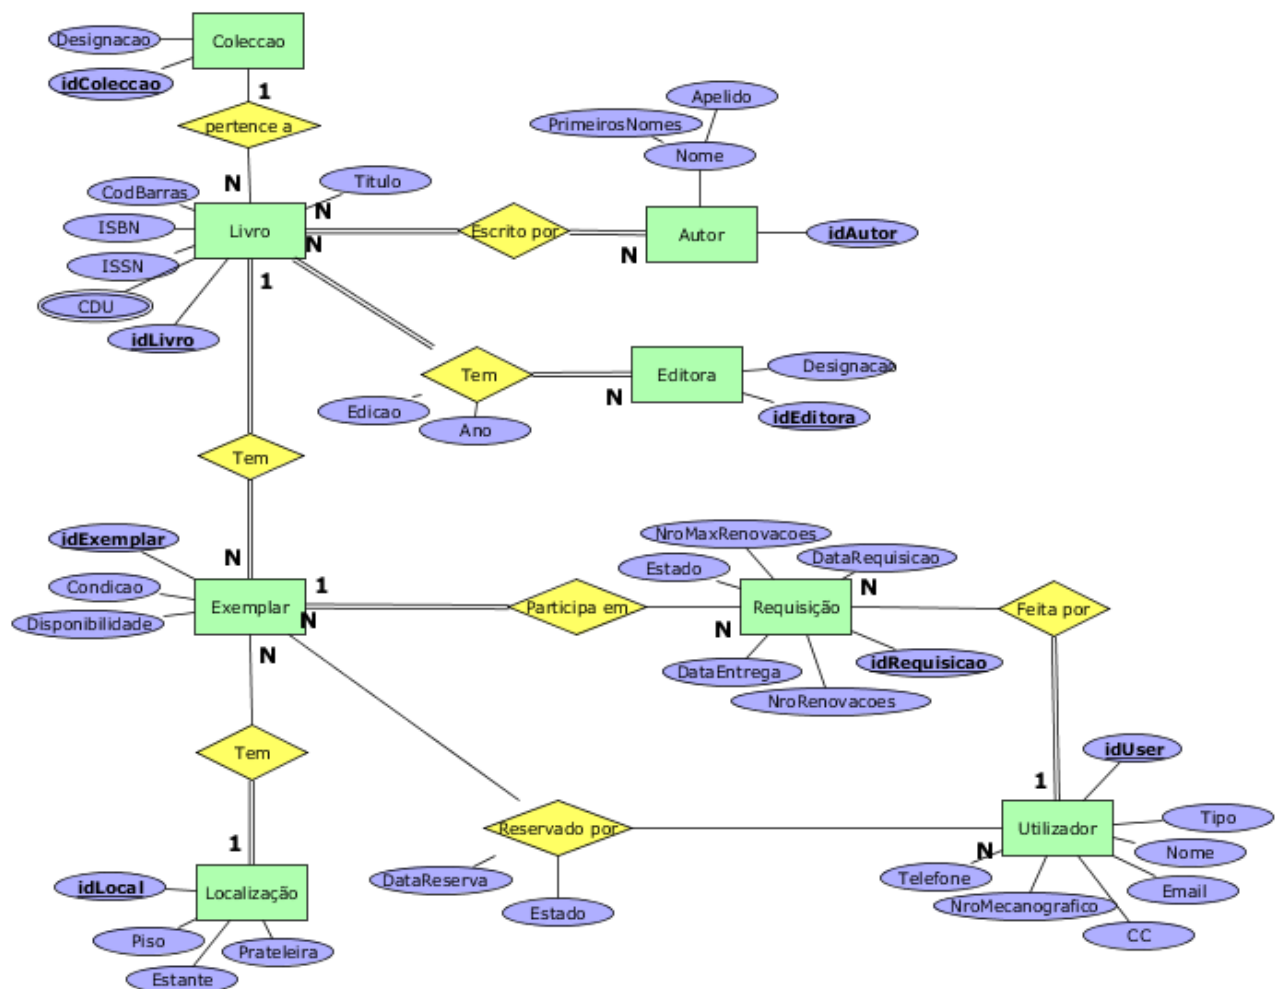 Designacao
Coleccao
idColeccao
1
pertence a
N
Apelido
PrimeirosNomes
Nome
CodBarras
Titulo
ISBN
Livro
N
N
Escrito por
N
Autor
idAutor
ISSN
CDU
idLivro
1
Tem
N
Editora
Designacao
idEditora
Edicao
Ano
Tem
N
idExemplar
Condicao
Disponibilidade
Exemplar
1
N
N
Participa em
NroMaxRenovacoes
Estado
DataRequisicao
N
Requisição
N
Feita por
DataEntrega
idRequisicao
NroRenovacoes
Tem
1
idUser
1
Reservado por
Utilizador
N
Tipo
Nome
Email
CC
NroMecanografico
Telefone
DataReserva
Estado
idLocal
Localização
Piso
Estante
Prateleira